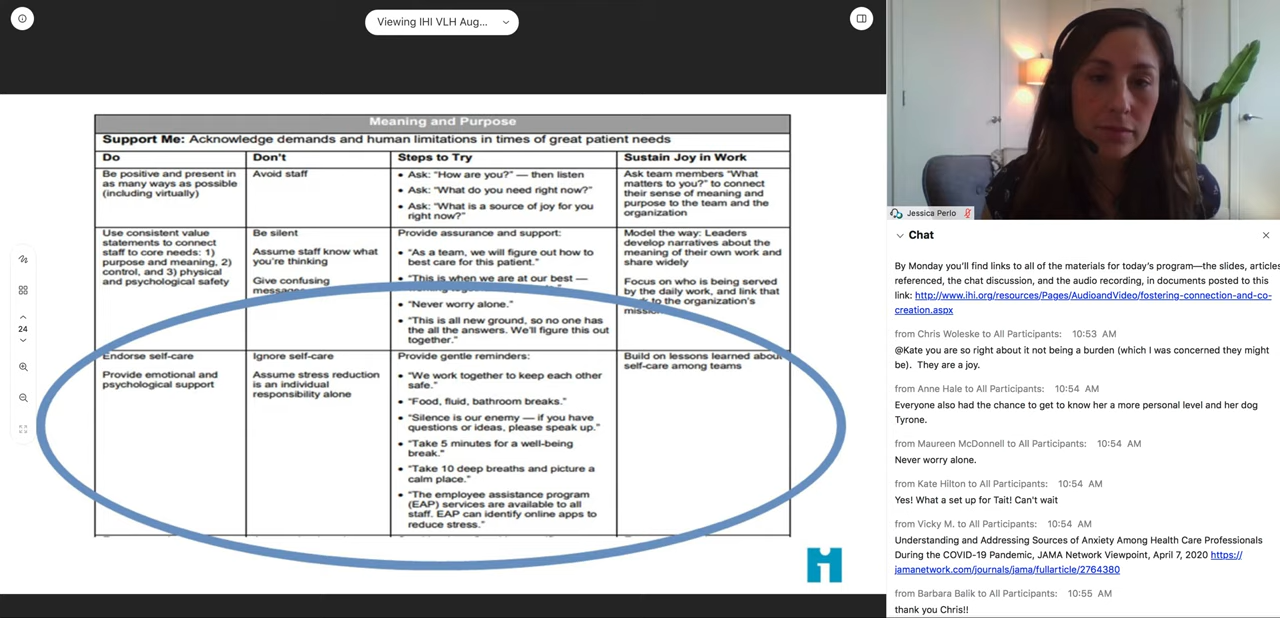 Viewing IHI VLH Aug...
Meaning and Purpose
Support Me: Acknowledge demands and human limitations in times of great patient needs
Do
Don't
Steps to Try
Sustain Joy in Work
Be positive and present in
as many ways as possible
(including virtually)
Avoid staff
• Ask: "How are you?" — then listen
• Ask: "What do you need right now?"
• Ask: "What is a source of joy for you
right now?"
Ask team members "What
matters to you?" to connect
their sense of meaning and
purpose to the team and the
organization
Use consistent value
statements to connect
staff to core needs: 1)
purpose and meaning, 2)
control, and 3) physical
and psychological safety
Be silent
Assume staff know what
you're thinking
Give confusing
messages
Provide assurance and support:
• "As a team, we will figure out how to
best care for this patient."
• "This is when we are at our best —
• "Never worry alone."
• "This is all new ground, so no one has
the all the answers. We'll figure this out
together."
Model the way: Leaders
develop narratives about the
meaning of their own work and
share widely
Focus on who is being served
by the daily work, and link that
to the organization's
mission
Endorse self-care
Provide emotional and
psychological support
Ignore self-care
Assume stress reduction
is an individual
responsibility alone
Provide gentle reminders:
• "We work together to keep each other
safe."
• "Food, fluid, bathroom breaks."
• "Silence is our enemy — if you have
questions or ideas, please speak up."
• "Take 5 minutes for a well-being
break."
• "Take 10 deep breaths and picture a
calm place."
• "The employee assistance program
(EAP) services are available to all
staff. EAP can identify online apps to
reduce stress."
Build on lessons learned about
self-care among teams
24
Jessica Perlo
Chat
By Monday you'll find links to all of the materials for today's program—the slides, articles
referenced, the chat discussion, and the audio recording, in documents posted to this
link: http://www.ihi.org/resources/Pages/AudioandVideo/fostering-connection-and-co-
creation.aspx
from Chris Woleske to All Participants: 10:53 AM
@Kate you are so right about it not being a burden (which I was concerned they might
be). They are a joy.
from Anne Hale to All Participants: 10:54 AM
Everyone also had the chance to get to know her a more personal level and her dog
Tyrone.
from Maureen McDonnell to All Participants: 10:54 AM
Never worry alone.
from Kate Hilton to All Participants: 10:54 AM
Yes! What a set up for Tait! Can't wait
from Vicky M. to All Participants: 10:54 AM
Understanding and Addressing Sources of Anxiety Among Health Care Professionals
During the COVID-19 Pandemic, JAMA Network Viewpoint, April 7, 2020 https://
jamanetwork.com/journals/jama/fullarticle/2764380
from Barbara Balik to All Participants: 10:55 AM
thank you Chris!!